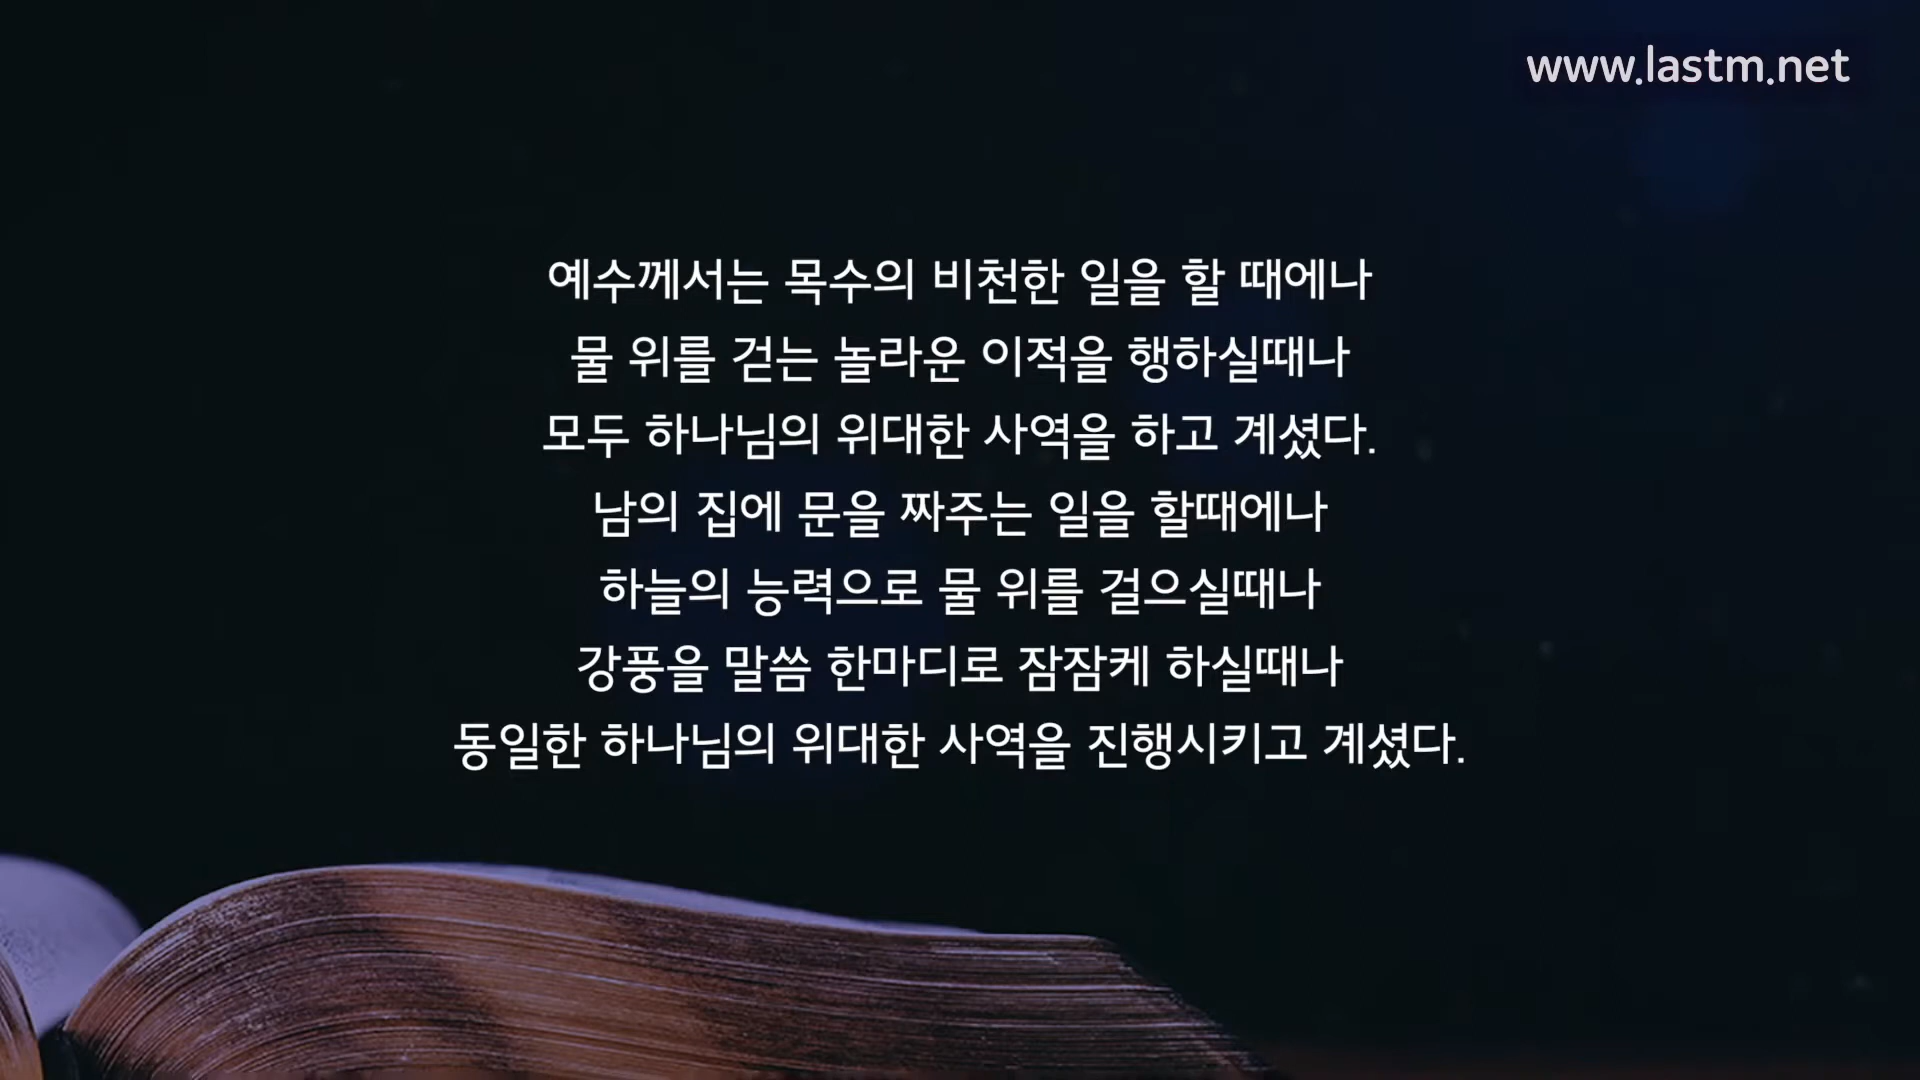 www.lastm.net
예수께서는 목수의 비천한 일을 할 때에나
물 위를 걷는 놀라운 이적을 행하실때나
모두 하나님의 위대한 사역을 하고 계셨다.
남의 집에 문을 짜주는 일을 할때에나
하늘의 능력으로 물 위를 걸으실때나
강풍을 말씀 한마디로 잠잠케 하실때나
동일한 하나님의 위대한 사역을 진행시키고 계셨다.